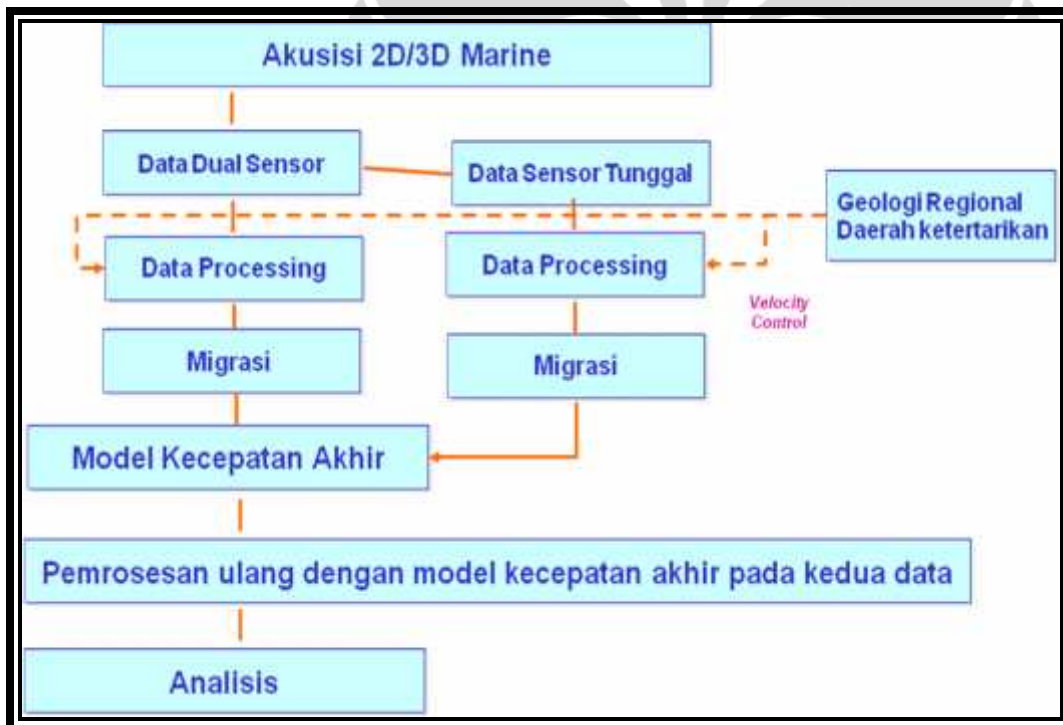 Akusisi 2D/3D Marine
Data Dual Sensor
Data Sensor Tunggal
Geologi Regional
Daerah ketertarikan
Data Processing
Data Processing
Velocity
Control
Migrasi
Migrasi
Model Kecepatan Akhir
Pemrosesan ulang dengan model kecepatan akhir pada kedua data
Analisis